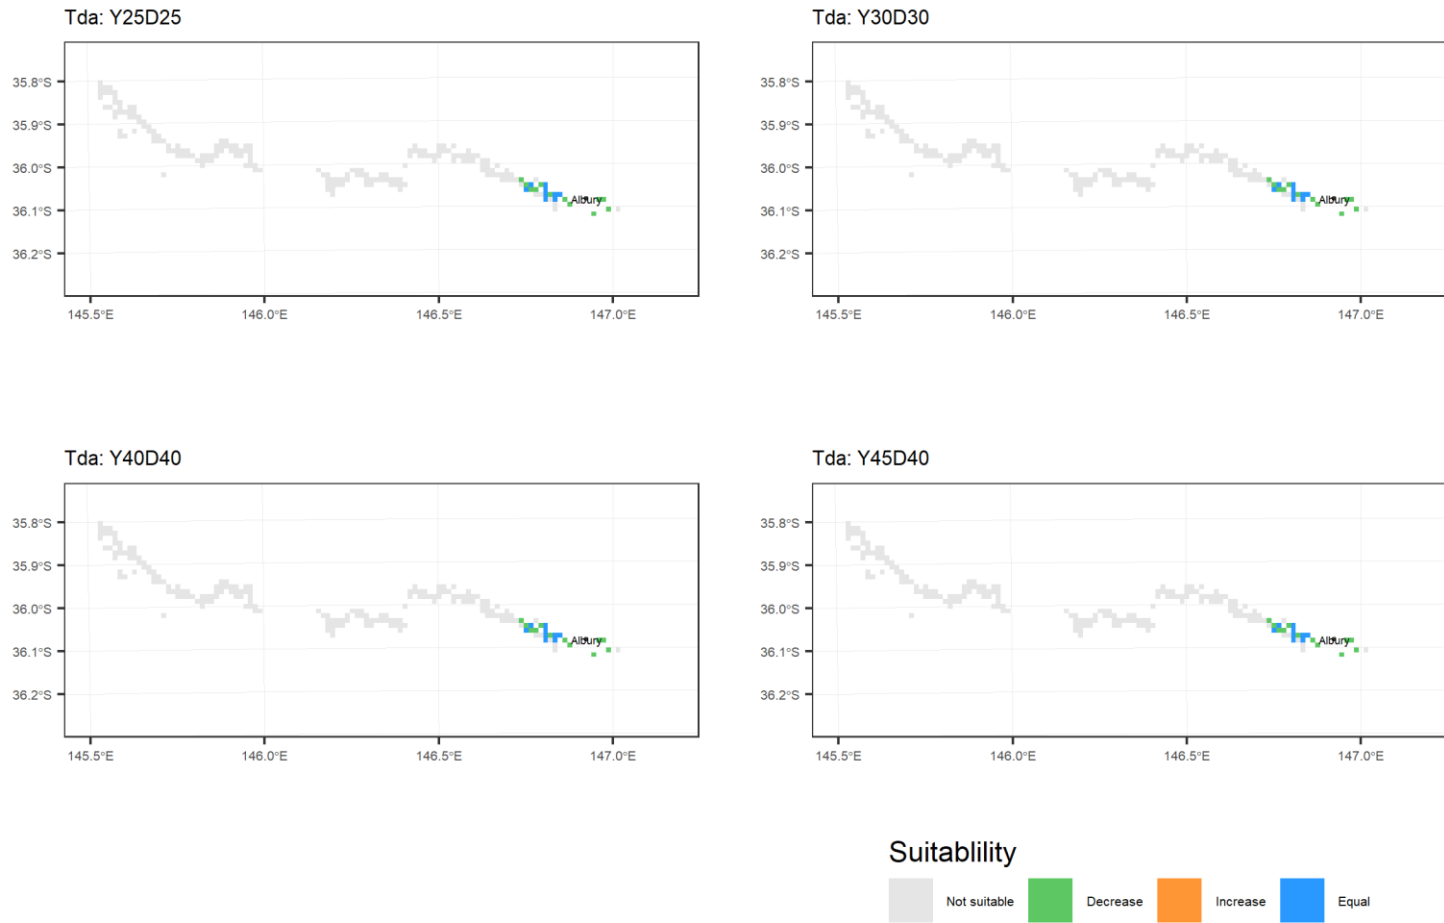 Tda: Y25D25
35.8°S
35.9°S
36.0°S
36.1°S
36.2°S
Albury
145.5°E 146.0°E 146.5°E 147.0°E
Tda: Y30D30
35.8°S
35.9°S
36.0°S
36.1°S
36.2°S
Albury
145.5°E 146.0°E 146.5°E 147.0°E
Tda: Y40D40
35.8°S
35.9°S
36.0°S
36.1°S
36.2°S
Albury
145.5°E 146.0°E 146.5°E 147.0°E
Tda: Y45D40
35.8°S
35.9°S
36.0°S
36.1°S
36.2°S
Albury
145.5°E 146.0°E 146.5°E 147.0°E
Suitablility
Not suitable Decrease Increase Equal